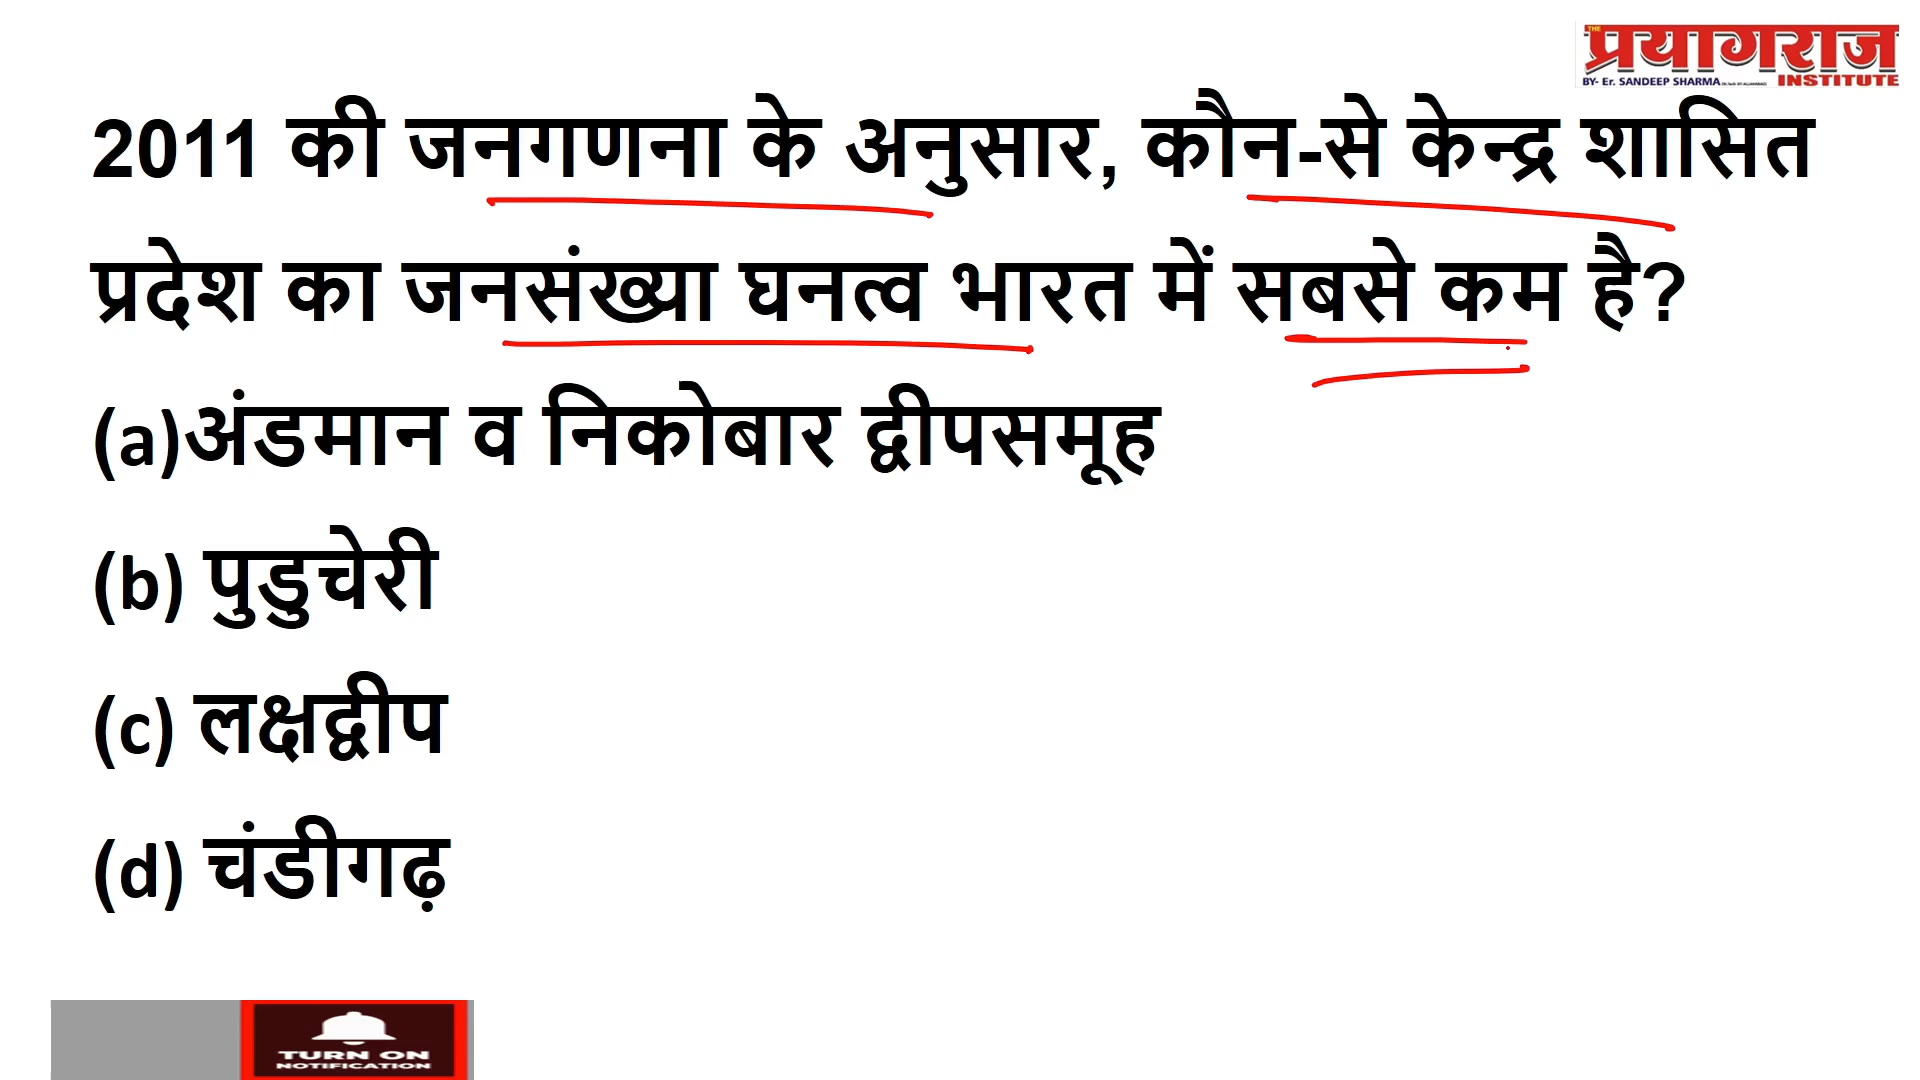 THE
प्रयागराज
BY- Er. SANDEEP SHARMA
INSTITUTE
2011 की जनगणना के अनुसार, कौन-से केन्द्र शासित
प्रदेश का जनसंख्या घनत्व भारत में सबसे कम है?
(a)अंडमान व निकोबार द्वीपसमूह
(b) पुडुचेरी
(c) लक्षद्वीप
(d) चंडीगढ़
TURN ON
NOTIFICATION